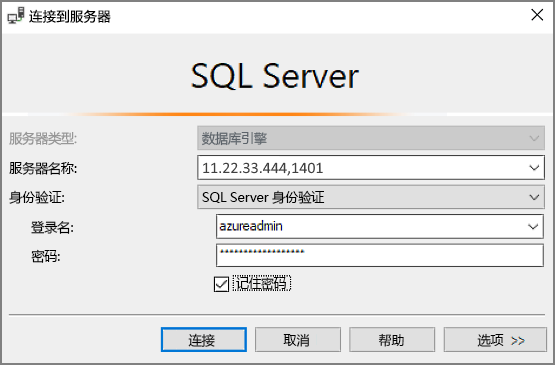 连接到服务器
SQL Server
服务器类型:
数据库引擎
服务器名称:
11.22.33.444,1401
身份验证:
SQL Server 身份验证
登录名:
azureadmin
密码:
******************
记住密码
连接
取消
帮助
选项 >>